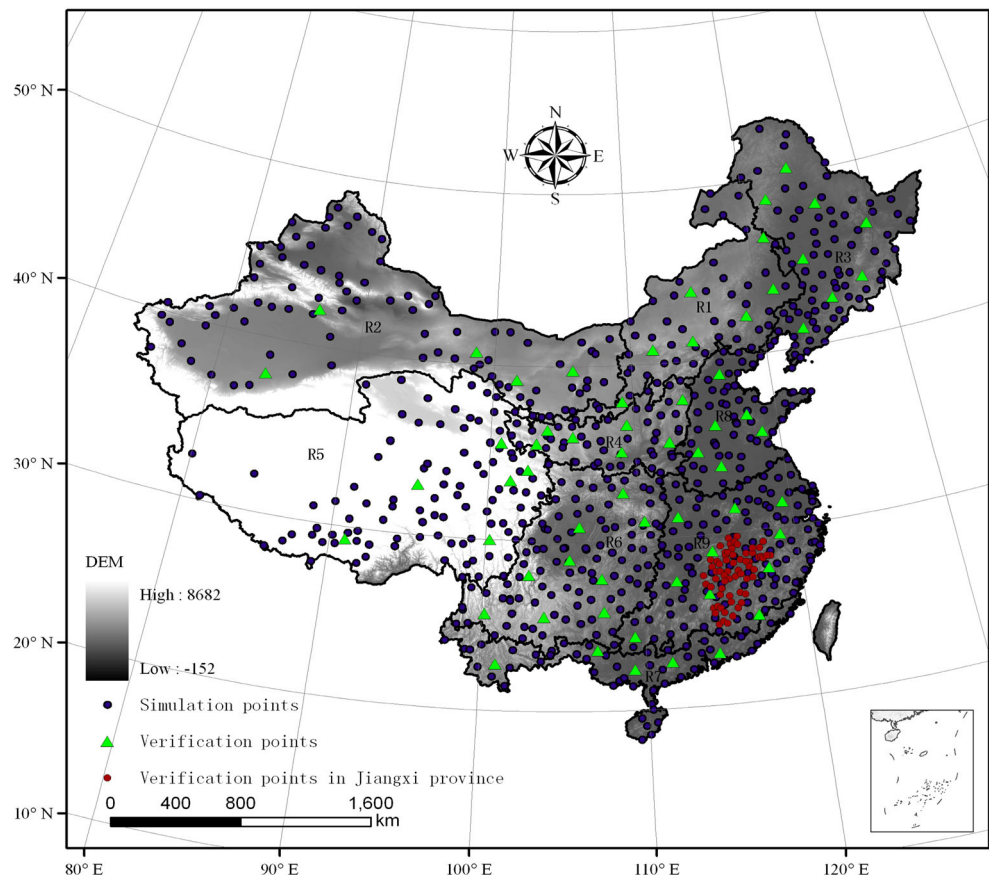 50° N
N
W
E
S
R3
40° N
R1
R2
R8
R4
R5
30° N
R6
R9
DEM
High : 8682
20° N
Low : -152
R7
Simulation points
Verification points
Verification points in Jiangxi province
0 400 800 1,600
km
10° N
80° E 90° E 100° E 110° E 120° E